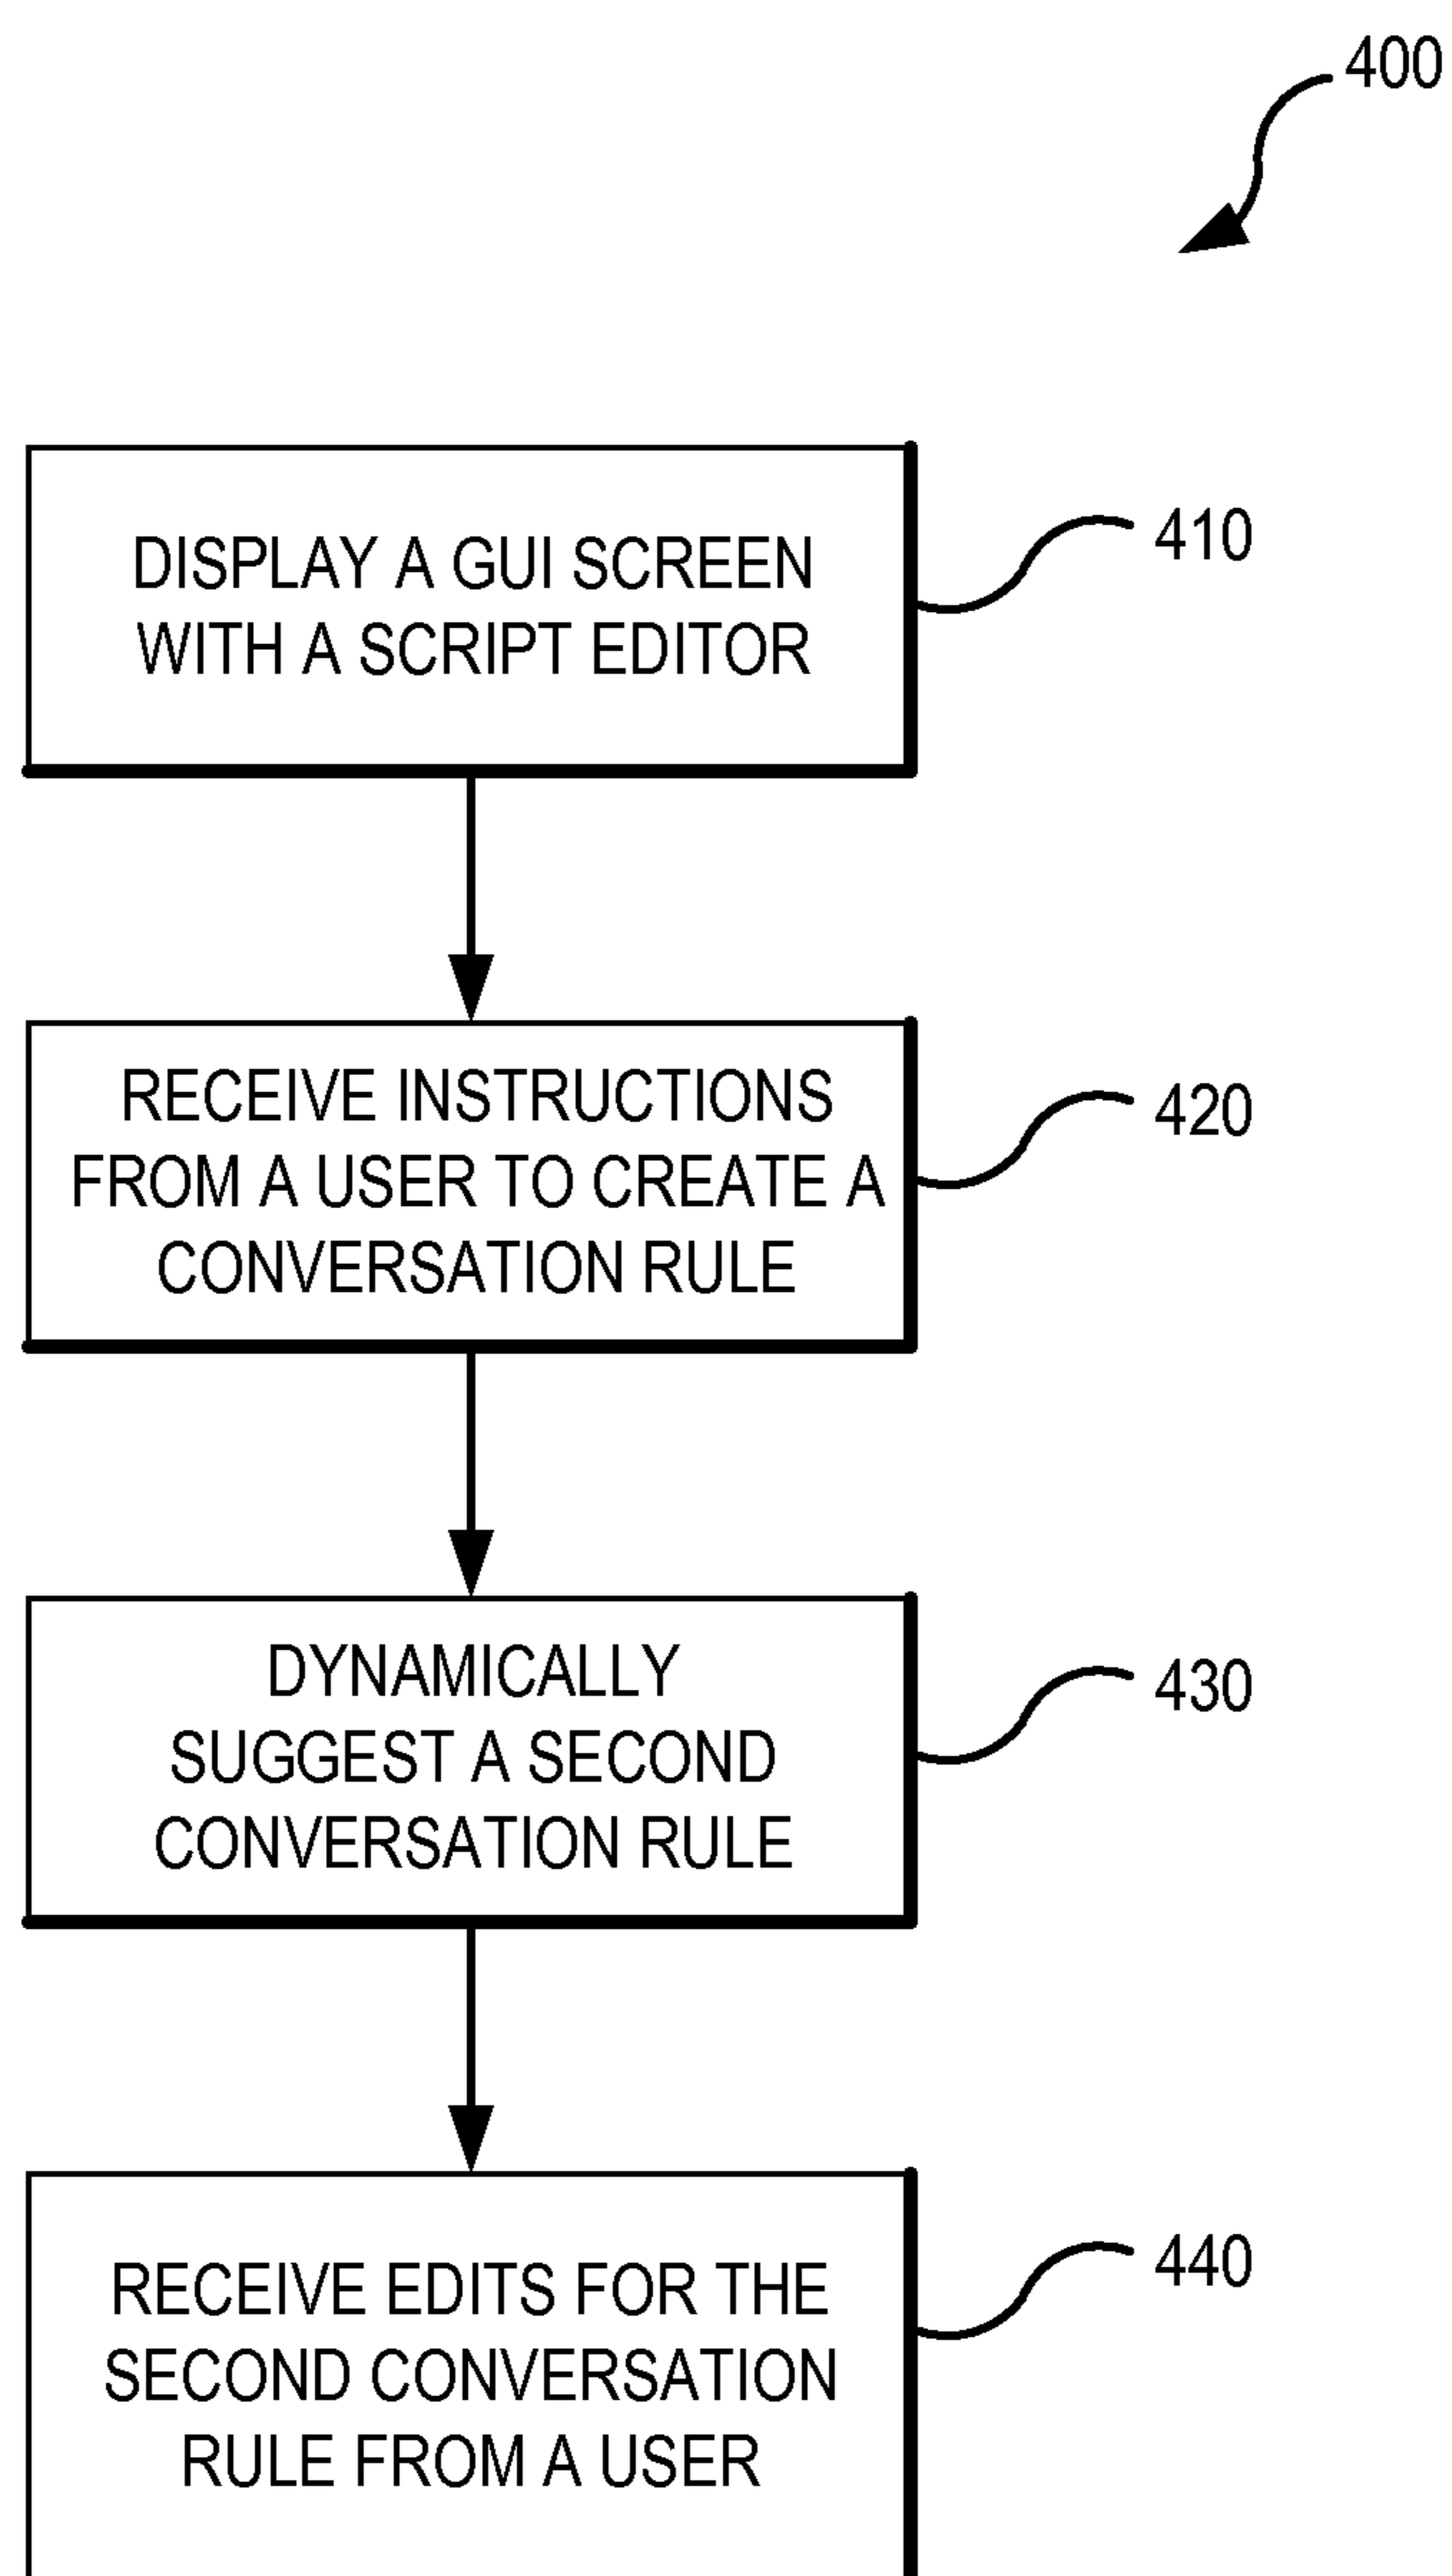 400
DISPLAY A GUI SCREEN
WITH A SCRIPT EDITOR
410
RECEIVE INSTRUCTIONS
FROM A USER TO CREATE A
CONVERSATION RULE
420
DYNAMICALLY
SUGGEST A SECOND
CONVERSATION RULE
430
RECEIVE EDITS FOR THE
SECOND CONVERSATION
RULE FROM A USER
440